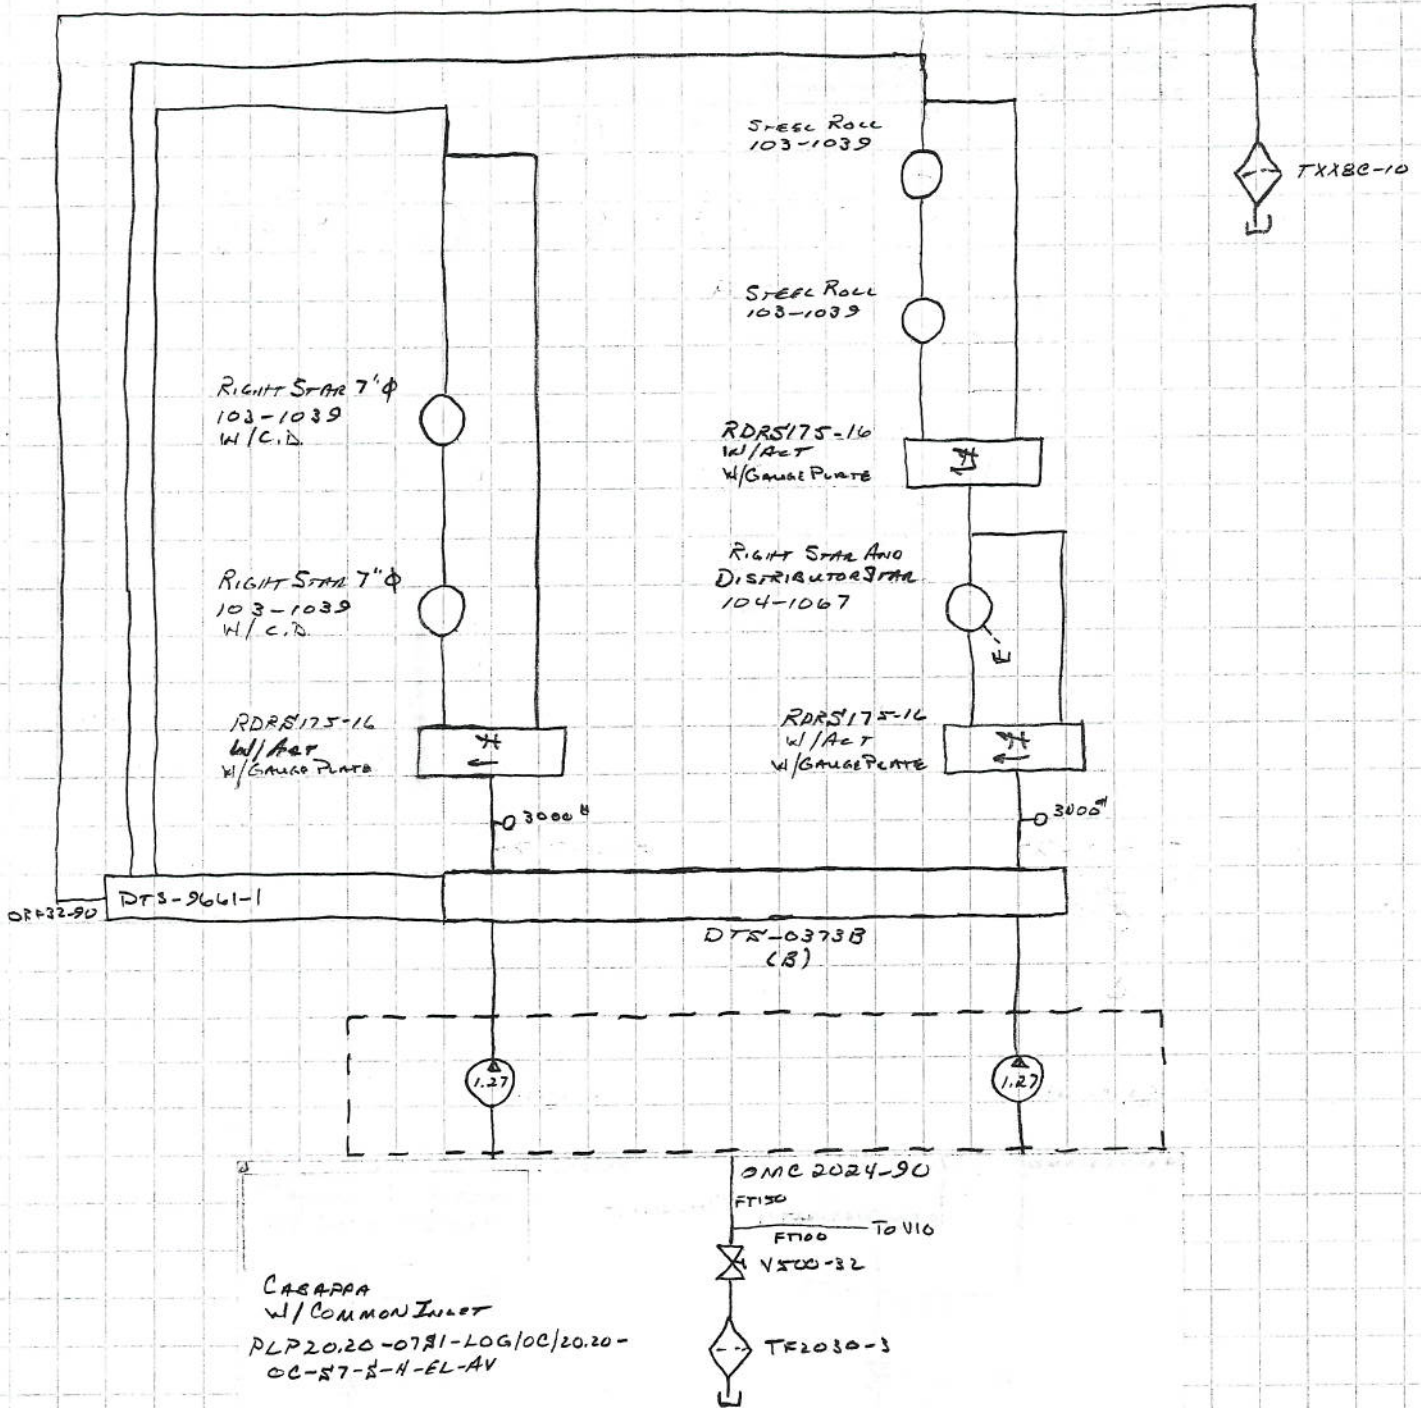 STEEL ROLL
103-1039
TXX8C-10
STEEL ROLL
103-1039
RIGHT STAR 7"Φ
103-1039
W/C.D.
RDRS175-16
W/ACT
W/GAUGE PLATE
RIGHT STAR AND
DISTRIBUTOR STAR
104-1067
RIGHT STAR 7"Φ
103-1039
W/C.D.
RDRS175-16
W/ACT
W/GAUGE PLATE
RDRS175-16
W/ACT
W/GAUGE PLATE
3000#
3000#
DTS-9661-1
ORF32-90
DTS-0373B
(B)
1.27
1.27
OMC 2024-90
FT150
FT100
TO V10
V500-32
CASAPPA
W/COMMON INLET
PLP20.20-07S1-LOG/OC/20.20-
OC-S7-S-N-EL-AV
TF2030-3